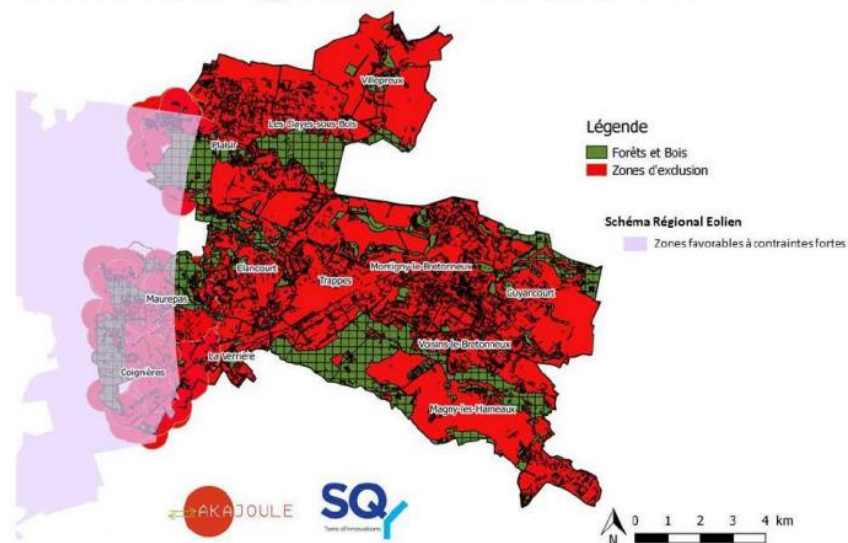 Villepreux
Les Clayes-sous-Bois
Plaisir
Légende
Forêts et Bois
Zones d'exclusion
Schéma Régional Eolien
Zones favorables à contraintes fortes
Elancourt
Montigny-le-Bretonneux
Trappes
Guyancourt
Maurepas
Voisins-le-Bretonneux
La Verrière
Coignières
Magny-les-Hameaux
AKAJOULE
SQY
Terre d'innovations
N
0 1 2 3 4 km